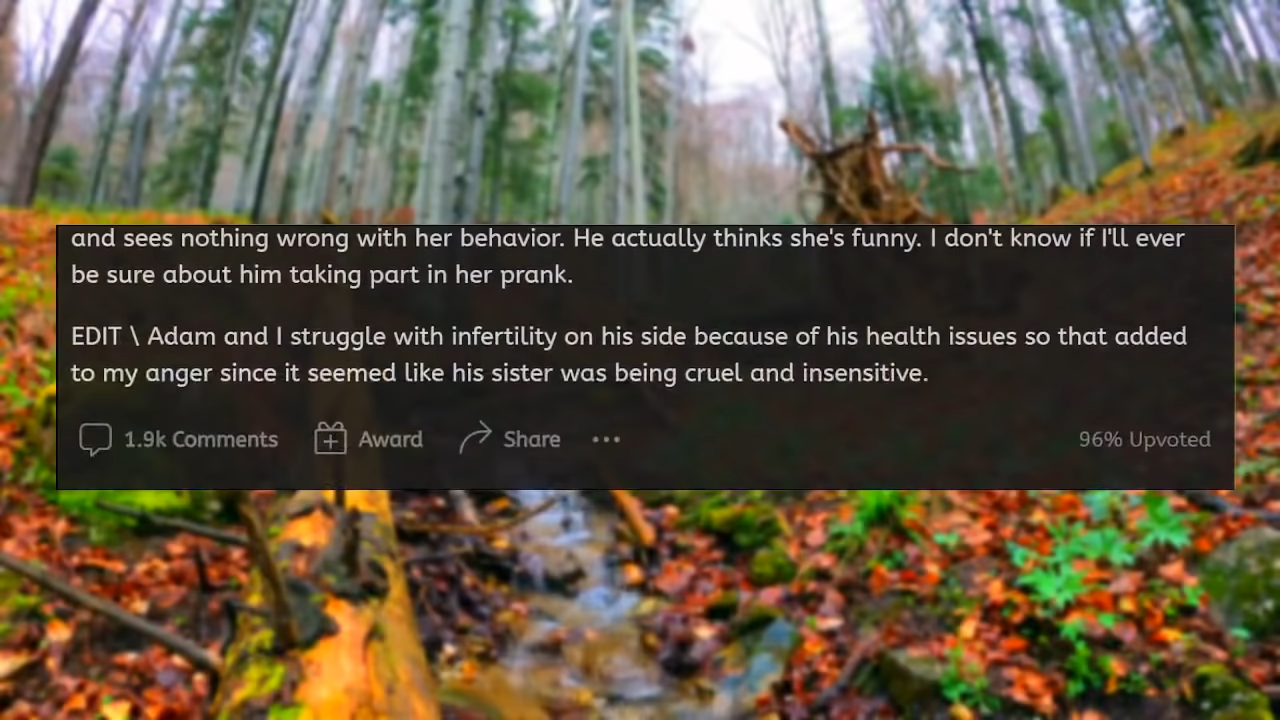 and sees nothing wrong with her behavior. He actually thinks she's funny. I don't know if I'll ever
be sure about him taking part in her prank.
EDIT \ Adam and I struggle with infertility on his side because of his health issues so that added
to my anger since it seemed like his sister was being cruel and insensitive.
1.9k Comments Award Share ••• 96% Upvoted